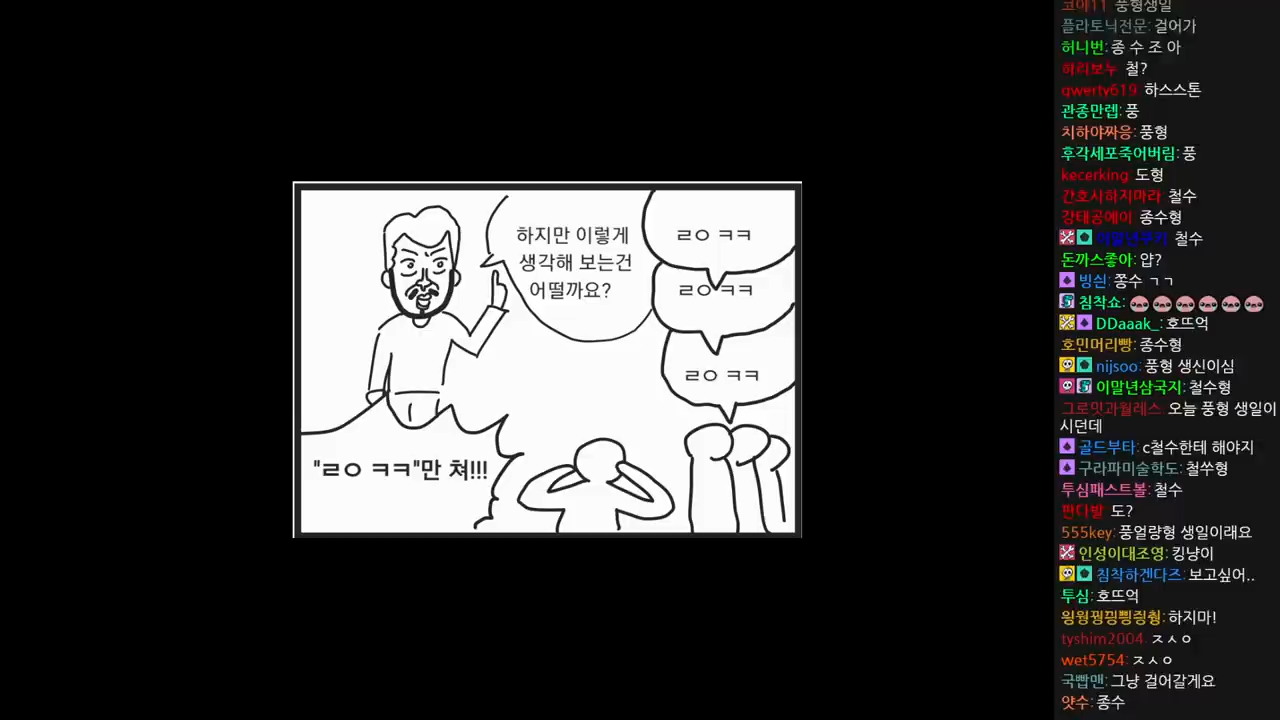 하지만 이렇게
생각해 보는건
어떨까요?
ㄹㅇ ㅋㅋ
ㄹㅇ ㅋㅋ
ㄹㅇ ㅋㅋ
"ㄹㅇ ㅋㅋ"만 쳐!!!
코아11 풍형생일
플라토닉전문: 걸어가
허니번: 종 수 조 아
하리보누: 철?
qwerty619: 하스스톤
관종만렙: 풍
치하야짜응: 풍형
후각세포죽어버림: 풍
kecerking: 도형
간호사하지마라: 철수
강태공에이: 종수형
이말년무키: 철수
돈까스좋아: 얍?
빙신: 쫑수 ㄱㄱ
침착쇼:
DDaaak_: 호뜨억
호민머리빵: 종수형
nijsoo: 풍형 생신이심
이말년삼국지: 철수형
그로밋과월레스: 오늘 풍형 생일이
시던데
골드부타: c철수한테 해야지
구라파미술학도: 철쑤형
투심패스트볼: 철수
판다발: 도?
555key: 풍얼량형 생일이래요
인성이대조영: 킹냥이
침착하겐다즈: 보고싶어..
투심: 호뜨억
하지마!
tyshim2004: ㅈㅅㅇ
wet5754: ㅈㅅㅇ
국빱맨: 그냥 걸어갈게요
얏수: 종수